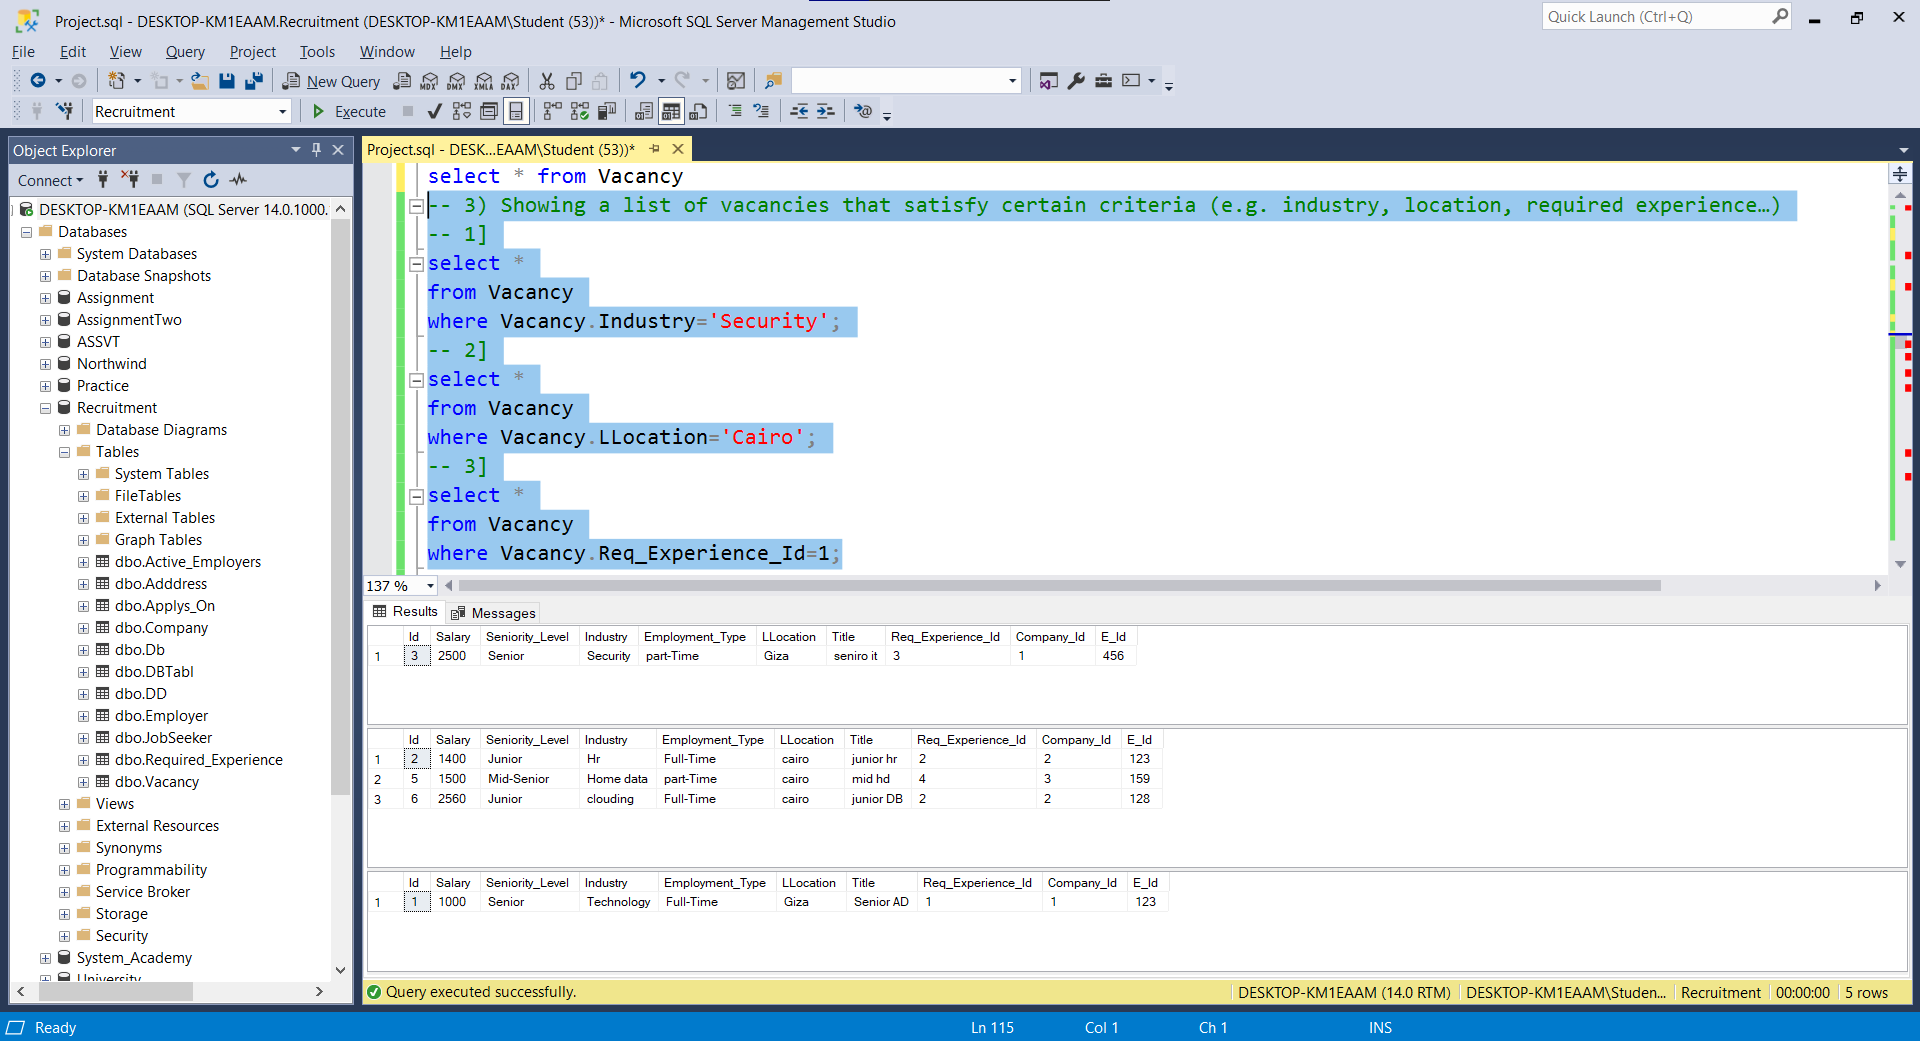 Project.sql - DESKTOP-KM1EAAM.Recruitment (DESKTOP-KM1EAAM\Student (53))* - Microsoft SQL Server Management Studio
Quick Launch (Ctrl+Q)
File Edit View Query Project Tools Window Help
New Query MDX DMX XMLA DAX
Recruitment Execute
Object Explorer
Connect
DESKTOP-KM1EAAM (SQL Server 14.0.1000.
Databases
System Databases
Database Snapshots
Assignment
AssignmentTwo
ASSVT
Northwind
Practice
Recruitment
Database Diagrams
Tables
System Tables
FileTables
External Tables
Graph Tables
dbo.Active_Employers
dbo.Adddress
dbo.Applys_On
dbo.Company
dbo.Db
dbo.DBTabl
dbo.DD
dbo.Employer
dbo.JobSeeker
dbo.Required_Experience
dbo.Vacancy
Views
External Resources
Synonyms
Programmability
Service Broker
Storage
Security
System_Academy
University
Project.sql - DESK...EAAM\Student (53))*
select * from Vacancy
-- 3) Showing a list of vacancies that satisfy certain criteria (e.g. industry, location, required experience…)
-- 1]
select *
from Vacancy
where Vacancy.Industry='Security';
-- 2]
select *
from Vacancy
where Vacancy.LLocation='Cairo';
-- 3]
select *
from Vacancy
where Vacancy.Req_Experience_Id=1;
137 %
Results Messages
Id Salary Seniority_Level Industry Employment_Type LLocation Title Req_Experience_Id Company_Id E_Id
1 3 2500 Senior Security part-Time Giza seniro it 3 1 456
Id Salary Seniority_Level Industry Employment_Type LLocation Title Req_Experience_Id Company_Id E_Id
1 2 1400 Junior Hr Full-Time cairo junior hr 2 2 123
2 5 1500 Mid-Senior Home data part-Time cairo mid hd 4 3 159
3 6 2560 Junior clouding Full-Time cairo junior DB 2 2 128
Id Salary Seniority_Level Industry Employment_Type LLocation Title Req_Experience_Id Company_Id E_Id
1 1 1000 Senior Technology Full-Time Giza Senior AD 1 1 123
Query executed successfully. DESKTOP-KM1EAAM (14.0 RTM) DESKTOP-KM1EAAM\Studen... Recruitment 00:00:00 5 rows
Ready Ln 115 Col 1 Ch 1 INS